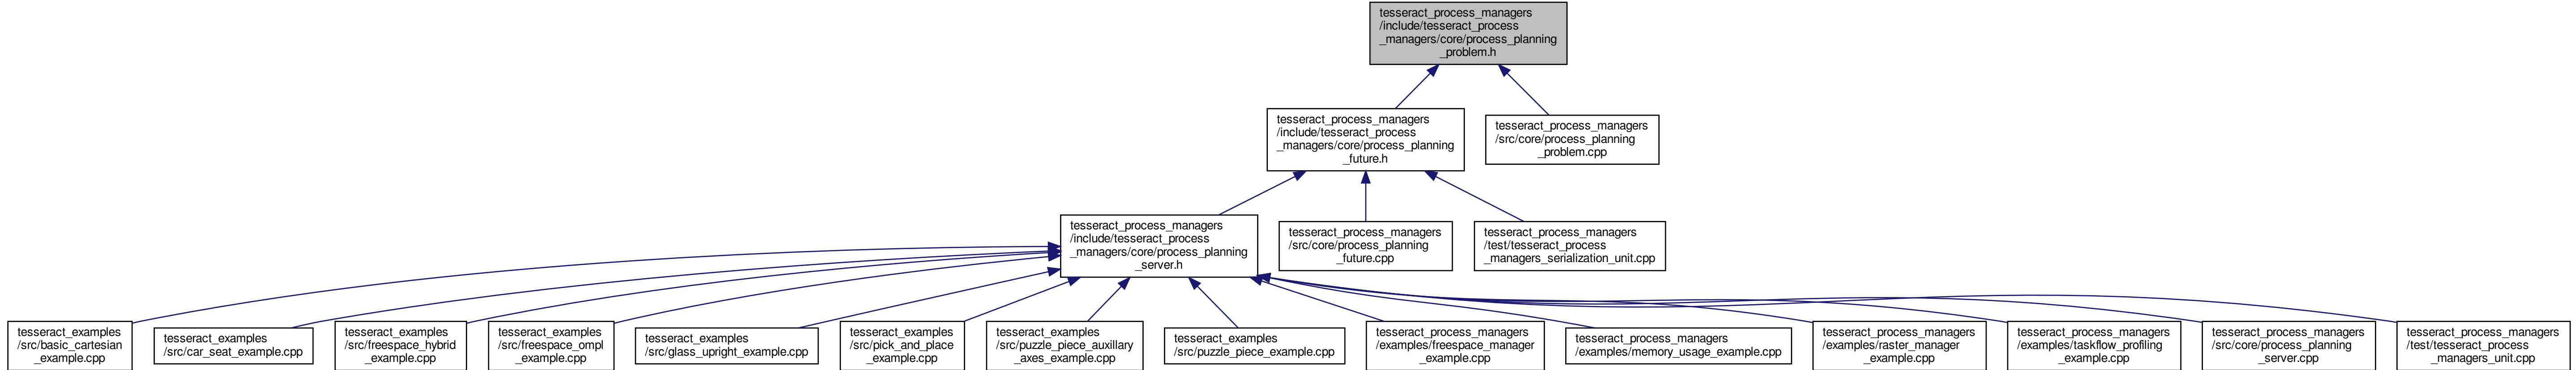 tesseract_process_managers
/include/tesseract_process
_managers/core/process_planning
_problem.h
tesseract_process_managers
/include/tesseract_process
_managers/core/process_planning
_future.h
tesseract_process_managers
/src/core/process_planning
_problem.cpp
tesseract_process_managers
/include/tesseract_process
_managers/core/process_planning
_server.h
tesseract_process_managers
/src/core/process_planning
_future.cpp
tesseract_process_managers
/test/tesseract_process
_managers_serialization_unit.cpp
tesseract_examples
/src/basic_cartesian
_example.cpp
tesseract_examples
/src/car_seat_example.cpp
tesseract_examples
/src/freespace_hybrid
_example.cpp
tesseract_examples
/src/freespace_ompl
_example.cpp
tesseract_examples
/src/glass_upright_example.cpp
tesseract_examples
/src/pick_and_place
_example.cpp
tesseract_examples
/src/puzzle_piece_auxillary
_axes_example.cpp
tesseract_examples
/src/puzzle_piece_example.cpp
tesseract_process_managers
/examples/freespace_manager
_example.cpp
tesseract_process_managers
/examples/memory_usage_example.cpp
tesseract_process_managers
/examples/raster_manager
_example.cpp
tesseract_process_managers
/examples/taskflow_profiling
_example.cpp
tesseract_process_managers
/src/core/process_planning
_server.cpp
tesseract_process_managers
/test/tesseract_process
_managers_unit.cpp